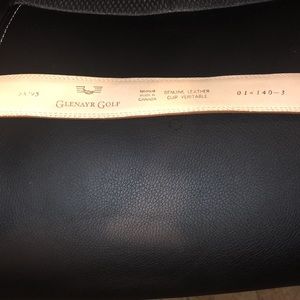 GLENAYR GOLF
MADE IN
CANADA
GENUINE LEATHER
CUIR VERITABLE
01-140-3